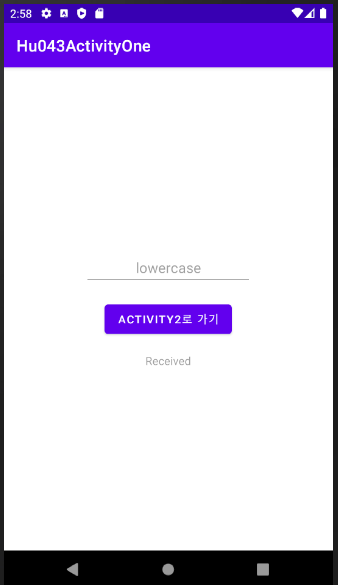 2:58
Hu043ActivityOne
lowercase
ACTIVITY2로 가기
Received